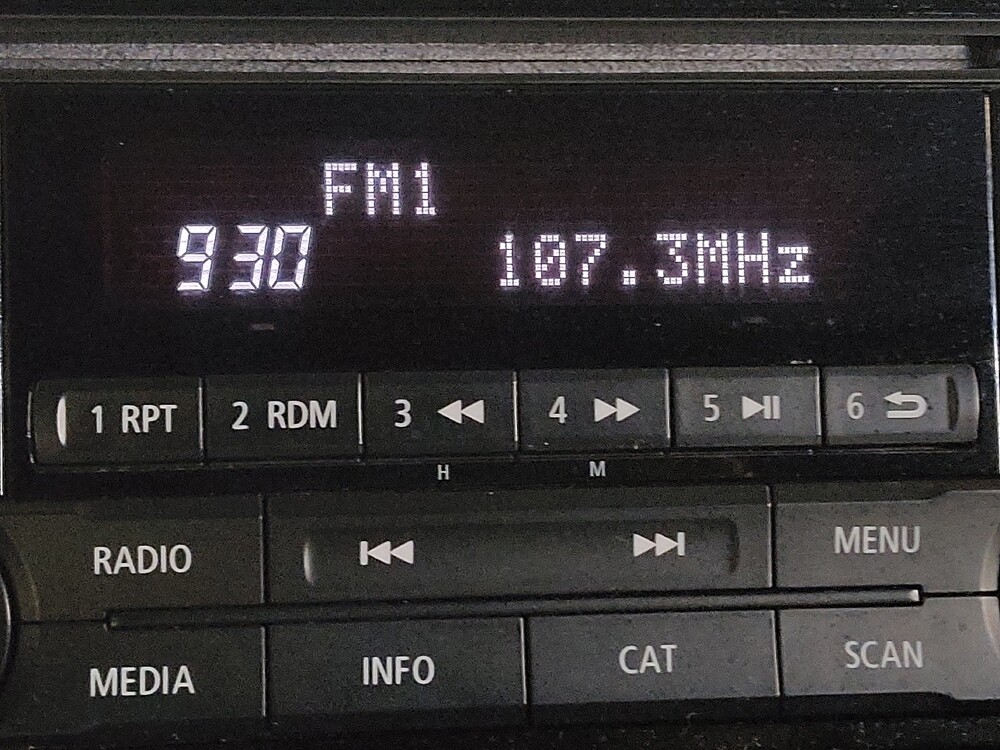 FM1
930 107.3MHz
1 RPT 2 RDM 3 4 5 6
H M
RADIO MENU
MEDIA INFO CAT SCAN